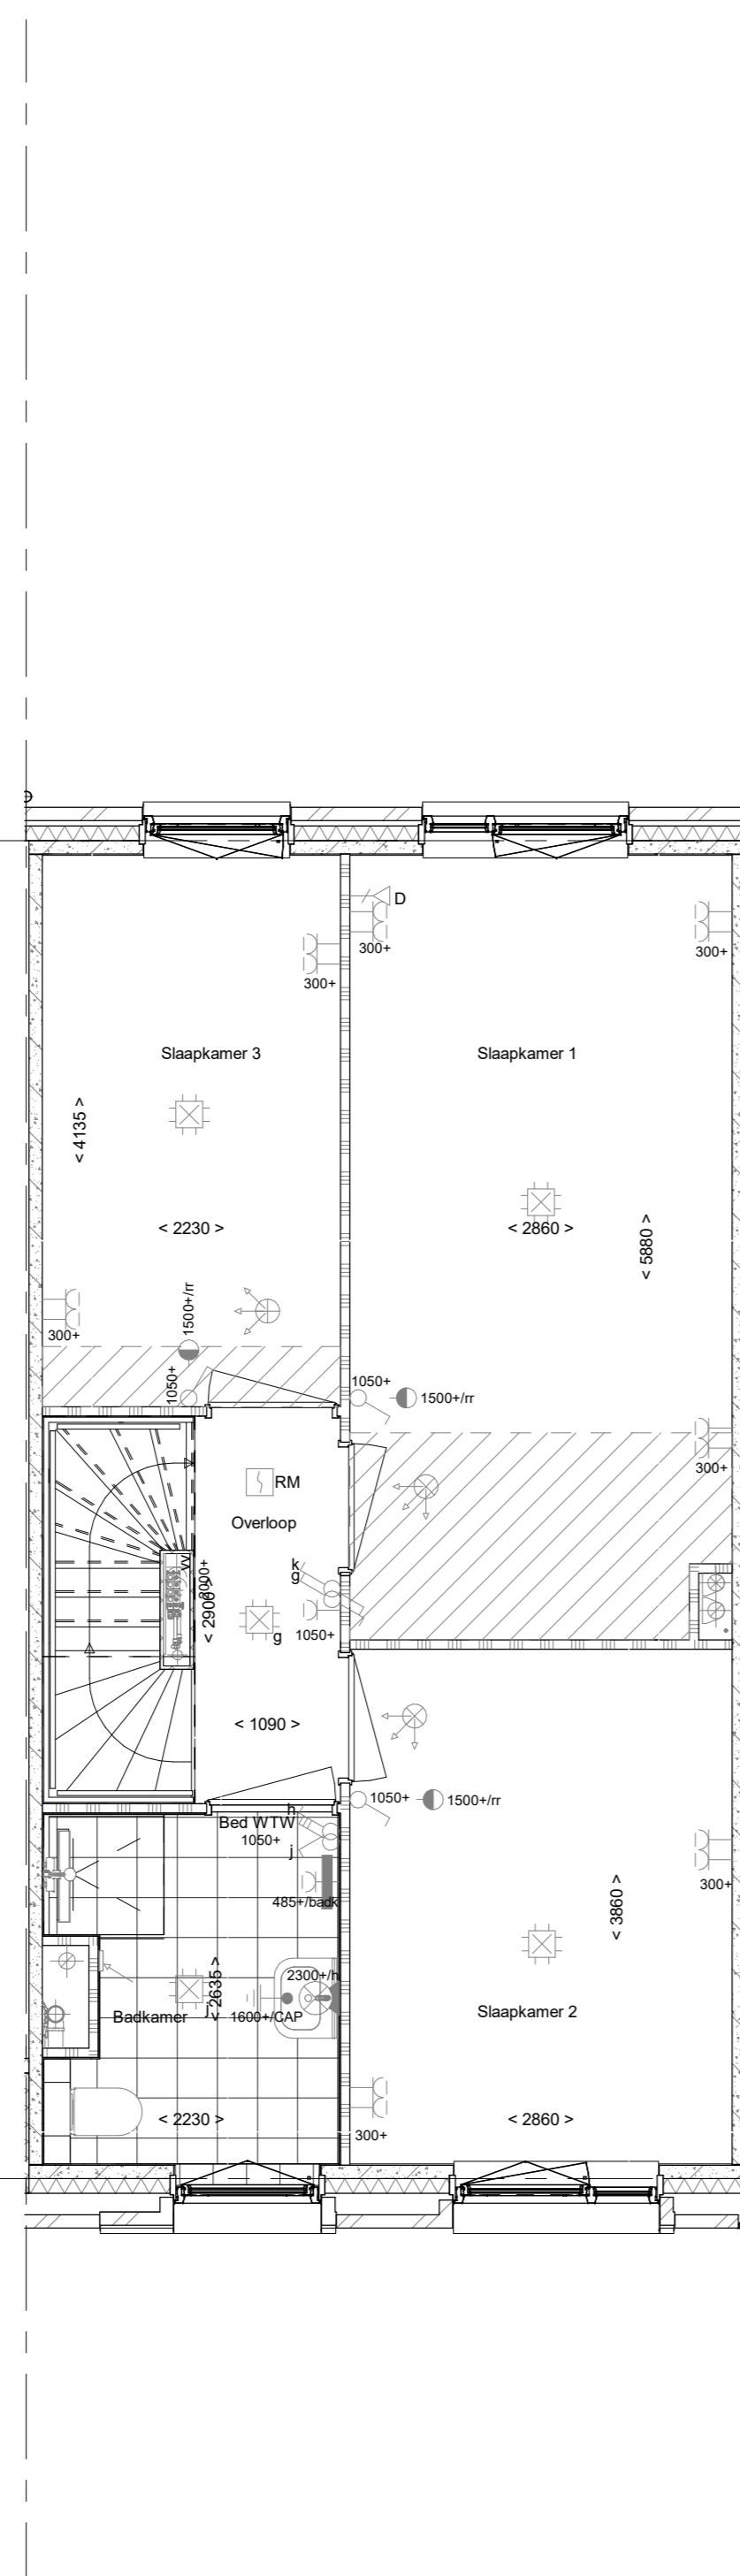 D
300+
300+
300+
Slaapkamer 3
Slaapkamer 1
< 4135 >
< 2230 >
< 2860 >
< 5880 >
1500+/rr
300+
1050+
1050+
1500+/rr
300+
RM
Overloop
k
g
2000+
< 2900 >
1050+
g
< 1090 >
1050+
1500+/rr
h
Bed WTW
1050+
j
300+
485+/badk
< 3860 >
2300+/h
< 2635 >
j
1600+/CAP
Badkamer
Slaapkamer 2
< 2230 >
< 2860 >
300+